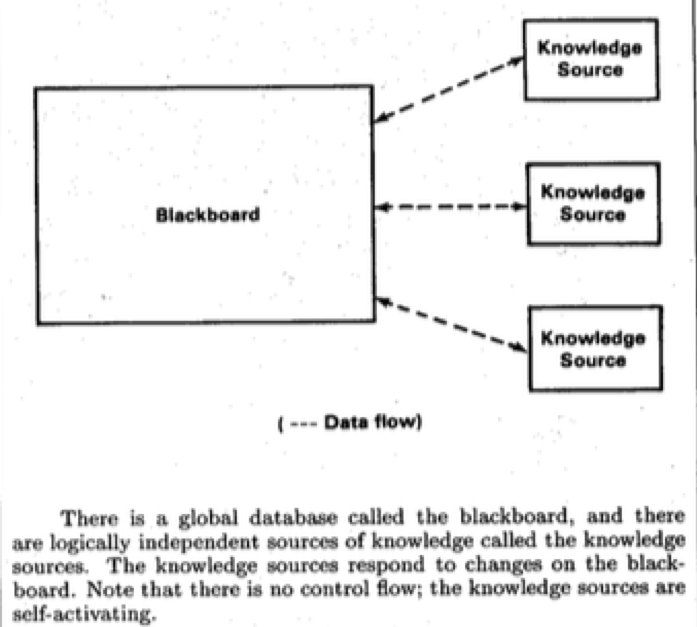 Knowledge
Source
Blackboard
Knowledge
Source
Knowledge
Source
( --- Data flow)
There is a global database called the blackboard, and there
are logically independent sources of knowledge called the knowledge
sources. The knowledge sources respond to changes on the black-
board. Note that there is no control flow; the knowledge sources are
self-activating.